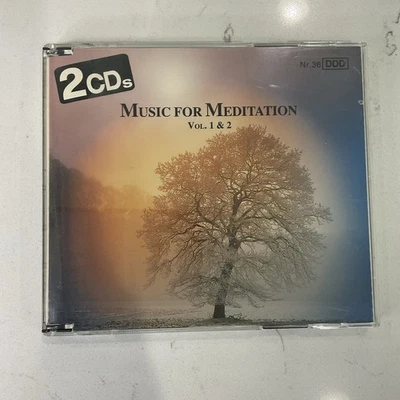 2CDs
Nr.36 DDD
MUSIC FOR MEDITATION
VOL. 1 & 2